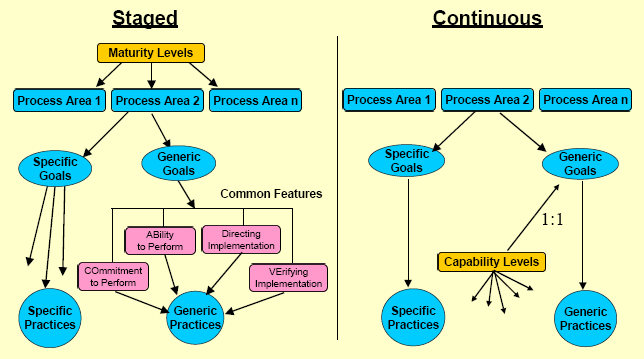 Staged
Maturity Levels
Process Area 1
Process Area 2
Process Area n
Specific
Goals
Generic
Goals
Common Features
ABility
to Perform
Directing
Implementation
COmmitment
to Perform
VErifying
Implementation
Specific
Practices
Generic
Practices
Continuous
Process Area 1
Process Area 2
Process Area n
Specific
Goals
Generic
Goals
1:1
Capability Levels
Specific
Practices
Generic
Practices